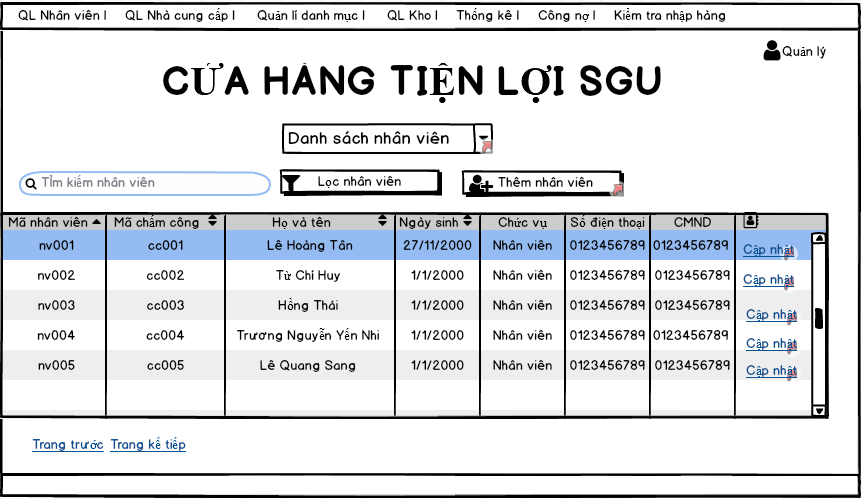 QL Nhân viên | QL Nhà cung cấp | Quản lí danh mục | QL Kho | Thống kê | Công nợ | Kiểm tra nhập hàng
Quản lý
CỬA HÀNG TIỆN LỢI SGU
Danh sách nhân viên
Tìm kiếm nhân viên Lọc nhân viên Thêm nhân viên
Mã nhân viên Mã chấm công Họ và tên Ngày sinh Chức vụ Số điện thoại CMND
nv001 cc001 Lê Hoàng Tân 27/11/2000 Nhân viên 0123456789 0123456789 Cập nhật
nv002 cc002 Từ Chí Huy 1/1/2000 Nhân viên 0123456789 0123456789 Cập nhật
nv003 cc003 Hồng Thái 1/1/2000 Nhân viên 0123456789 0123456789 Cập nhật
nv004 cc004 Trương Nguyễn Yến Nhi 1/1/2000 Nhân viên 0123456789 0123456789 Cập nhật
nv005 cc005 Lê Quang Sang 1/1/2000 Nhân viên 0123456789 0123456789 Cập nhật
Trang trước Trang kế tiếp